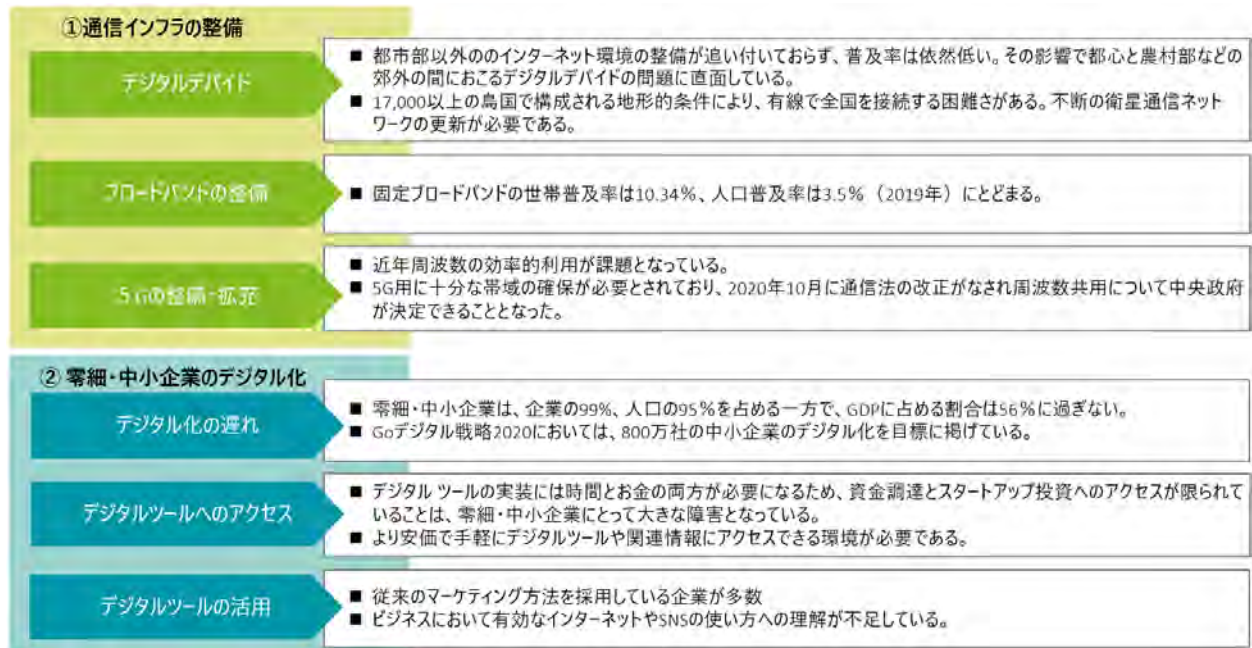 ①通信インフラの整備
デジタルデバイド
■ 都市部以外ののインターネット環境の整備が追い付いておらず、普及率は依然低い。その影響で都心と農村部などの
郊外の間におこるデジタルデバイドの問題に直面している。
■ 17,000以上の島国で構成される地形的条件により、有線で全国を接続する困難さがある。不断の衛星通信ネット
ワークの更新が必要である。
ブロードバンドの整備
■ 固定ブロードバンドの世帯普及率は10.34%、人口普及率は3.5%（2019年）にとどまる。
5Gの整備・拡充
■ 近年周波数の効率的利用が課題となっている。
■ 5G用に十分な帯域の確保が必要とされており、2020年10月に通信法の改正がなされ周波数共用について中央政府
が決定できることとなった。
② 零細・中小企業のデジタル化
デジタル化の遅れ
■ 零細・中小企業は、企業の99%、人口の95%を占める一方で、GDPに占める割合は56%に過ぎない。
■ Goデジタル戦略2020においては、800万社の中小企業のデジタル化を目標に掲げている。
デジタルツールへのアクセス
■ デジタル ツールの実装には時間とお金の両方が必要になるため、資金調達とスタートアップ投資へのアクセスが限られて
いることは、零細・中小企業にとって大きな障害となっている。
■ より安価で手軽にデジタルツールや関連情報にアクセスできる環境が必要である。
デジタルツールの活用
■ 従来のマーケティング方法を採用している企業が多数
■ ビジネスにおいて有効なインターネットやSNSの使い方への理解が不足している。